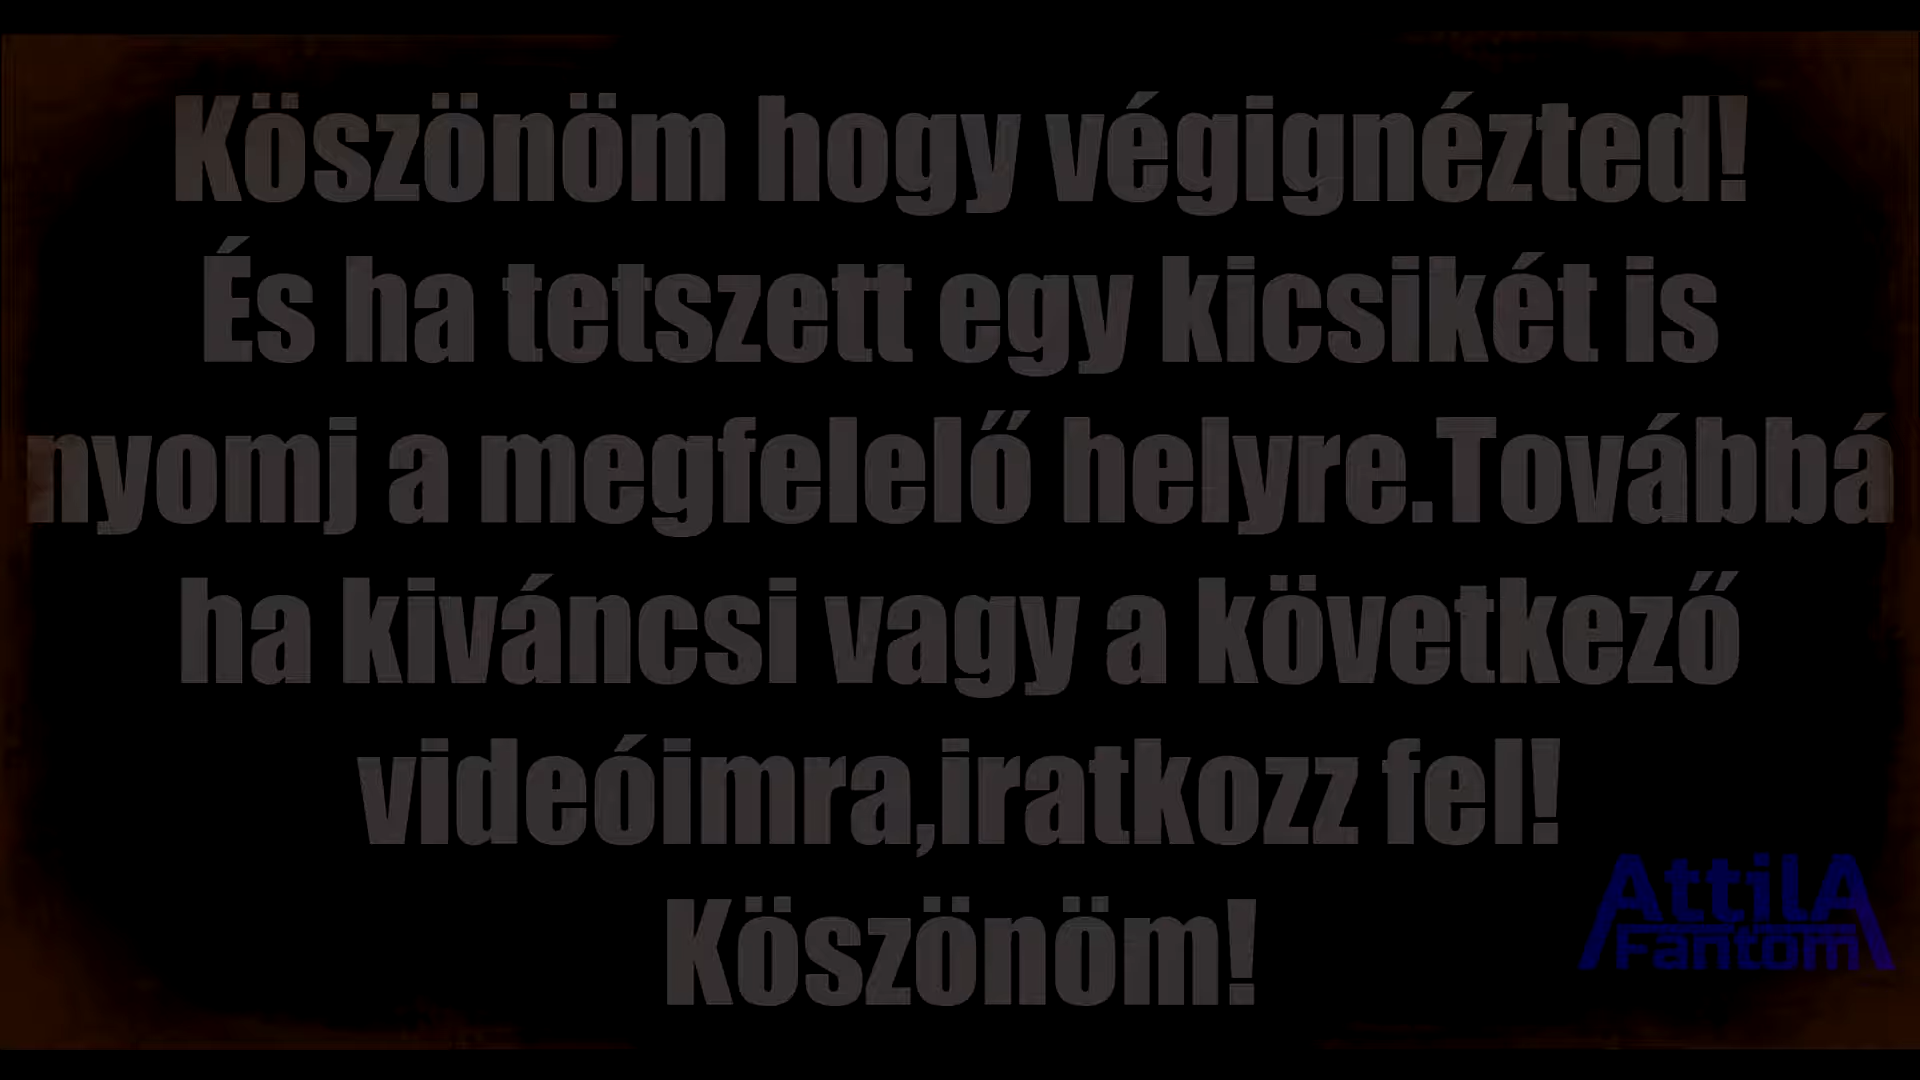 Köszönöm hogy végignézted!
És ha tetszett egy kicsikét is
nyomj a megfelelő helyre.Továbbá
ha kiváncsi vagy a következő
videóimra,iratkozz fel!
Köszönöm!
AttilA
Fantom